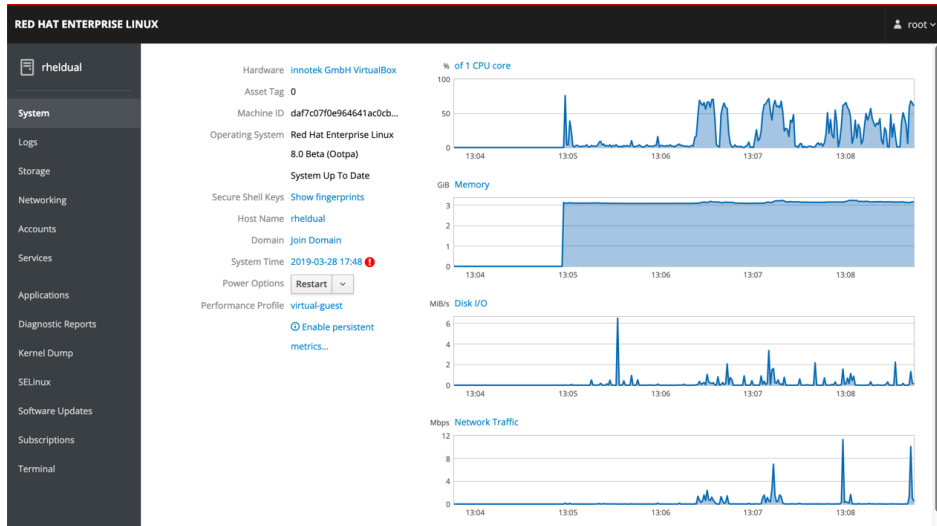 RED HAT ENTERPRISE LINUX
root
rheldual
System
Logs
Storage
Networking
Accounts
Services
Applications
Diagnostic Reports
Kernel Dump
SELinux
Software Updates
Subscriptions
Terminal
Hardware innotek GmbH VirtualBox
Asset Tag 0
Machine ID daf7c07f0e964641ac0cb...
Operating System Red Hat Enterprise Linux
8.0 Beta (Ootpa)
System Up To Date
Secure Shell Keys Show fingerprints
Host Name rheldual
Domain Join Domain
System Time 2019-03-28 17:48
Power Options Restart
Performance Profile virtual-guest
Enable persistent
metrics...
% of 1 CPU core
100
50
0
13:04 13:05 13:06 13:07 13:08
GiB Memory
3
2
1
0
13:04 13:05 13:06 13:07 13:08
MiB/s Disk I/O
6
4
2
0
13:04 13:05 13:06 13:07 13:08
Mbps Network Traffic
12
8
4
0
13:04 13:05 13:06 13:07 13:08